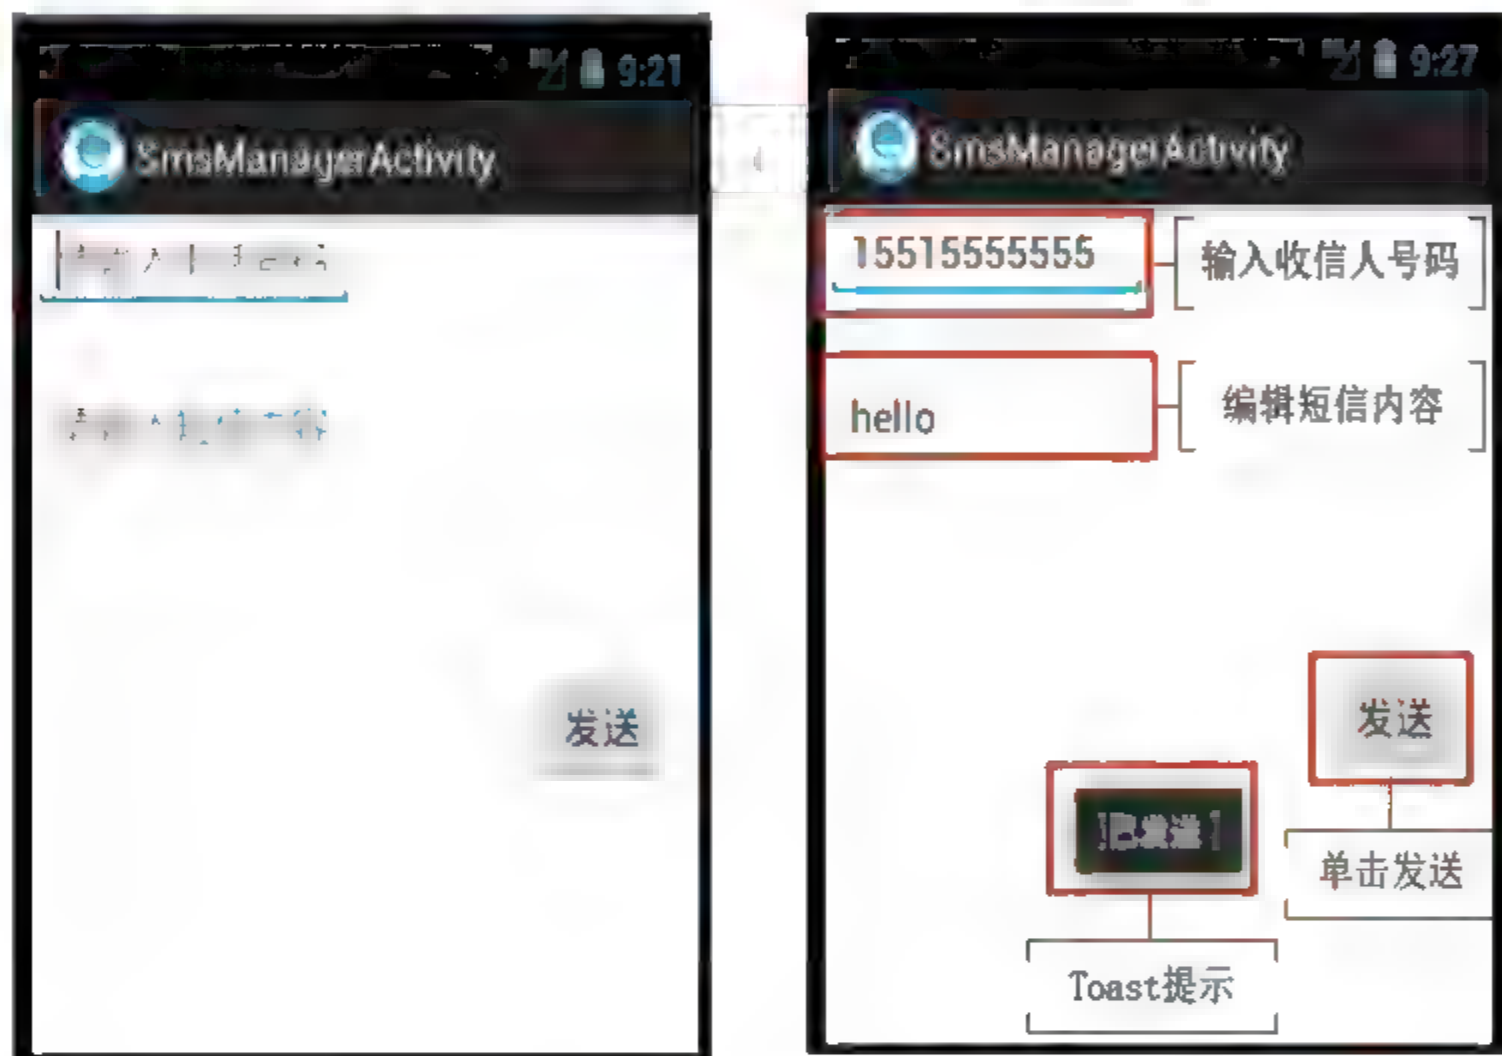 9:21
SmsManagerActivity
发送
9:27
SmsManagerActivity
15515555555
输入收信人号码
hello
编辑短信内容
发送
单击发送
Toast提示